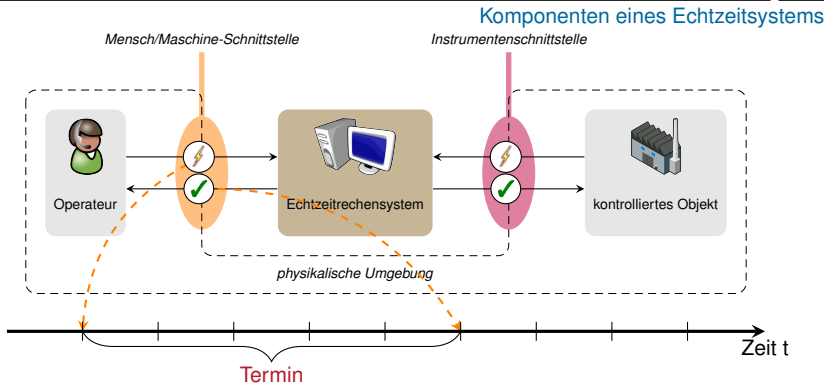 Komponenten eines Echtzeitsystems
Mensch/Maschine-Schnittstelle
Instrumentenschnittstelle
Operateur
Echtzeitrechensystem
kontrolliertes Objekt
physikalische Umgebung
Zeit t
Termin